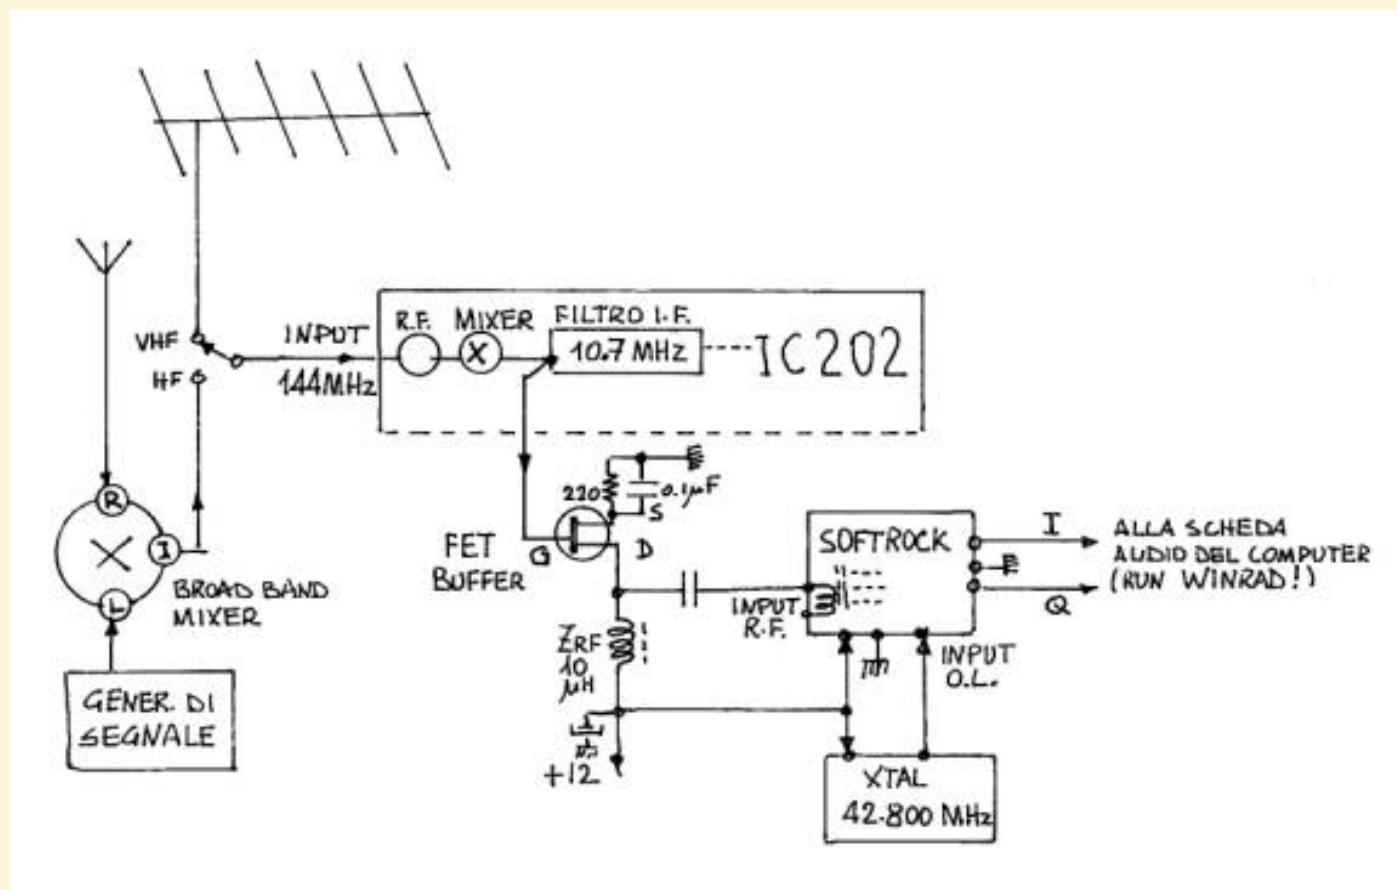 VHF
HF
INPUT
144MHz
R.F.
MIXER
FILTRO I.F.
10.7 MHz
IC202
220
0.1µF
S
G
D
FET
BUFFER
R
I
L
BROAD BAND
MIXER
GENER. DI
SEGNALE
ZRF
10
µH
+12
SOFTROCK
INPUT
R.F.
I
Q
ALLA SCHEDA
AUDIO DEL COMPUTER
(RUN WINRAD!)
INPUT
O.L.
XTAL
42.800 MHz